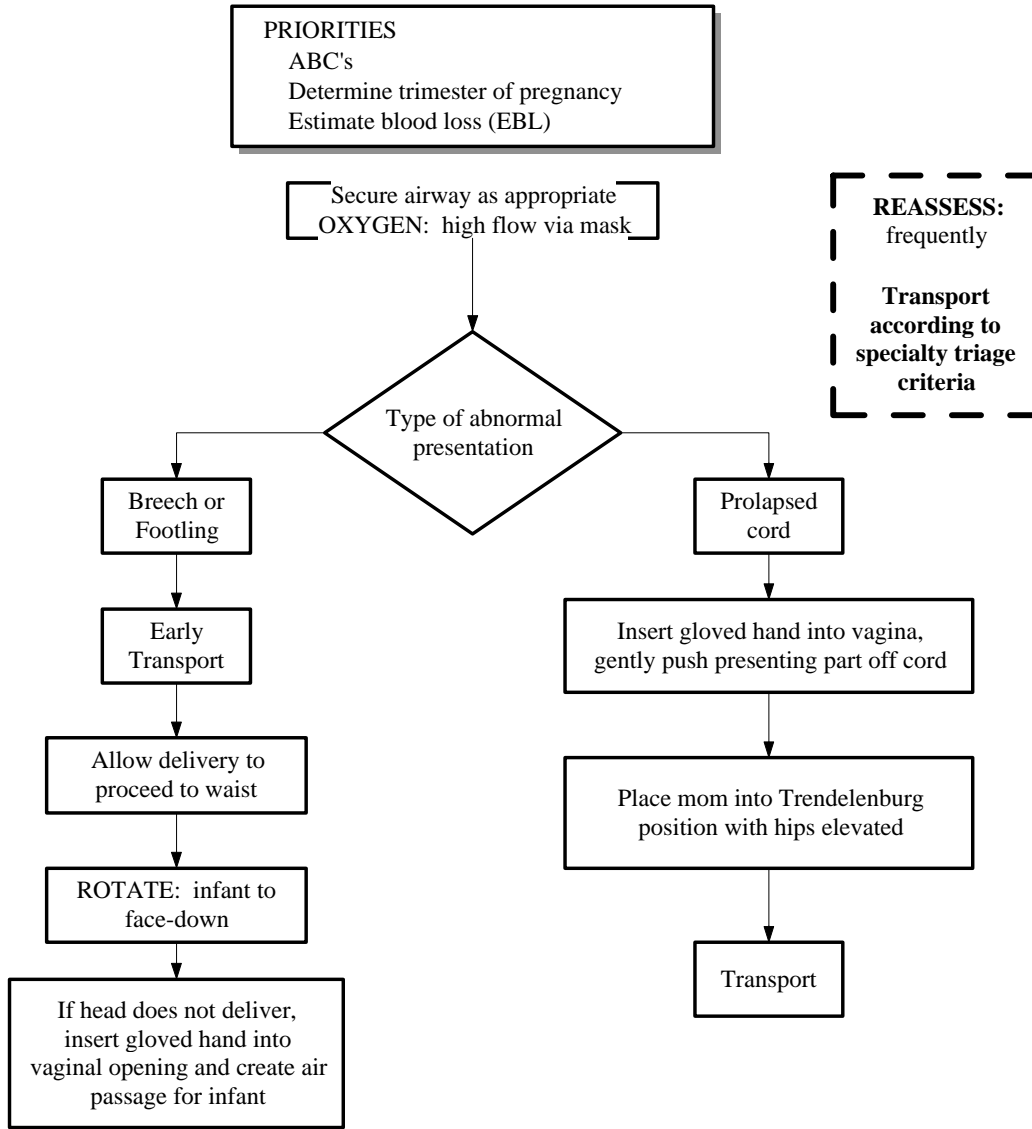 PRIORITIES
ABC's
Determine trimester of pregnancy
Estimate blood loss (EBL)
Secure airway as appropriate
OXYGEN:  high flow via mask
REASSESS:
frequently
Transport
according to
specialty triage
criteria
Type of abnormal
presentation
Breech or
Footling
Early
Transport
Allow delivery to
proceed to waist
ROTATE:  infant to
face-down
If head does not deliver,
insert gloved hand into
vaginal opening and create air
passage for infant
Prolapsed
cord
Insert gloved hand into vagina,
gently push presenting part off cord
Place mom into Trendelenburg
position with hips elevated
Transport